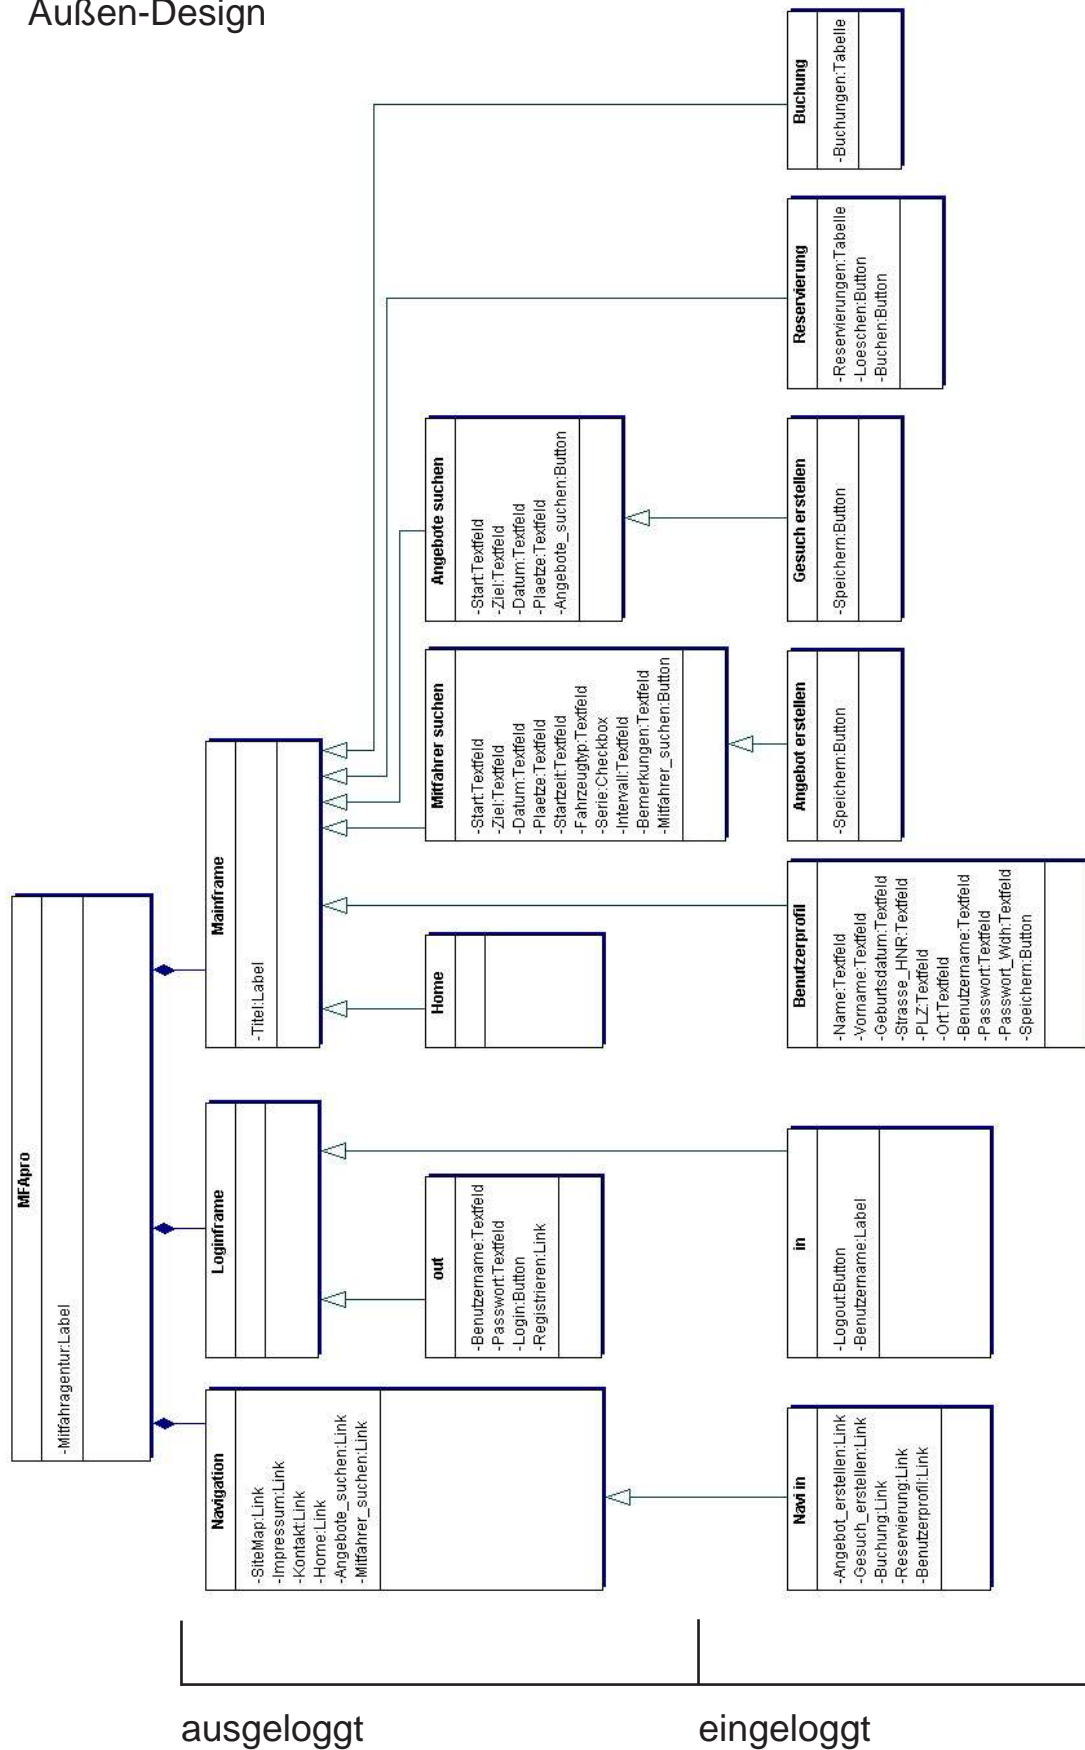 Außen-Design
MFApro
-Mitfahragentur:Label
Navigation
-SiteMap:Link
-Impressum:Link
-Kontakt:Link
-Home:Link
-Angebote_suchen:Link
-Mitfahrer_suchen:Link
Loginframe
Mainframe
-Titel:Label
out
-Benutzername:Textfeld
-Passwort:Textfeld
-Login:Button
-Registrieren:Link
Home
Mitfahrer suchen
-Start:Textfeld
-Ziel:Textfeld
-Datum:Textfeld
-Plaetze:Textfeld
-Startzeit:Textfeld
-Fahrzeugtyp:Textfeld
-Serie:Checkbox
-Intervall:Textfeld
-Bemerkungen:Textfeld
-Mitfahrer_suchen:Button
Angebote suchen
-Start:Textfeld
-Ziel:Textfeld
-Datum:Textfeld
-Plaetze:Textfeld
-Angebote_suchen:Button
Navi in
-Angebot_erstellen:Link
-Gesuch_erstellen:Link
-Buchung:Link
-Reservierung:Link
-Benutzerprofil:Link
in
-Logout:Button
-Benutzername:Label
Benutzerprofil
-Name:Textfeld
-Vorname:Textfeld
-Geburtsdatum:Textfeld
-Strasse_HNR:Textfeld
-PLZ:Textfeld
-Ort:Textfeld
-Benutzername:Textfeld
-Passwort:Textfeld
-Passwort_Wdh:Textfeld
-Speichern:Button
Angebot erstellen
-Speichern:Button
Gesuch erstellen
-Speichern:Button
Reservierung
-Reservierungen:Tabelle
-Loeschen:Button
-Buchen:Button
Buchung
-Buchungen:Tabelle
ausgeloggt
eingeloggt